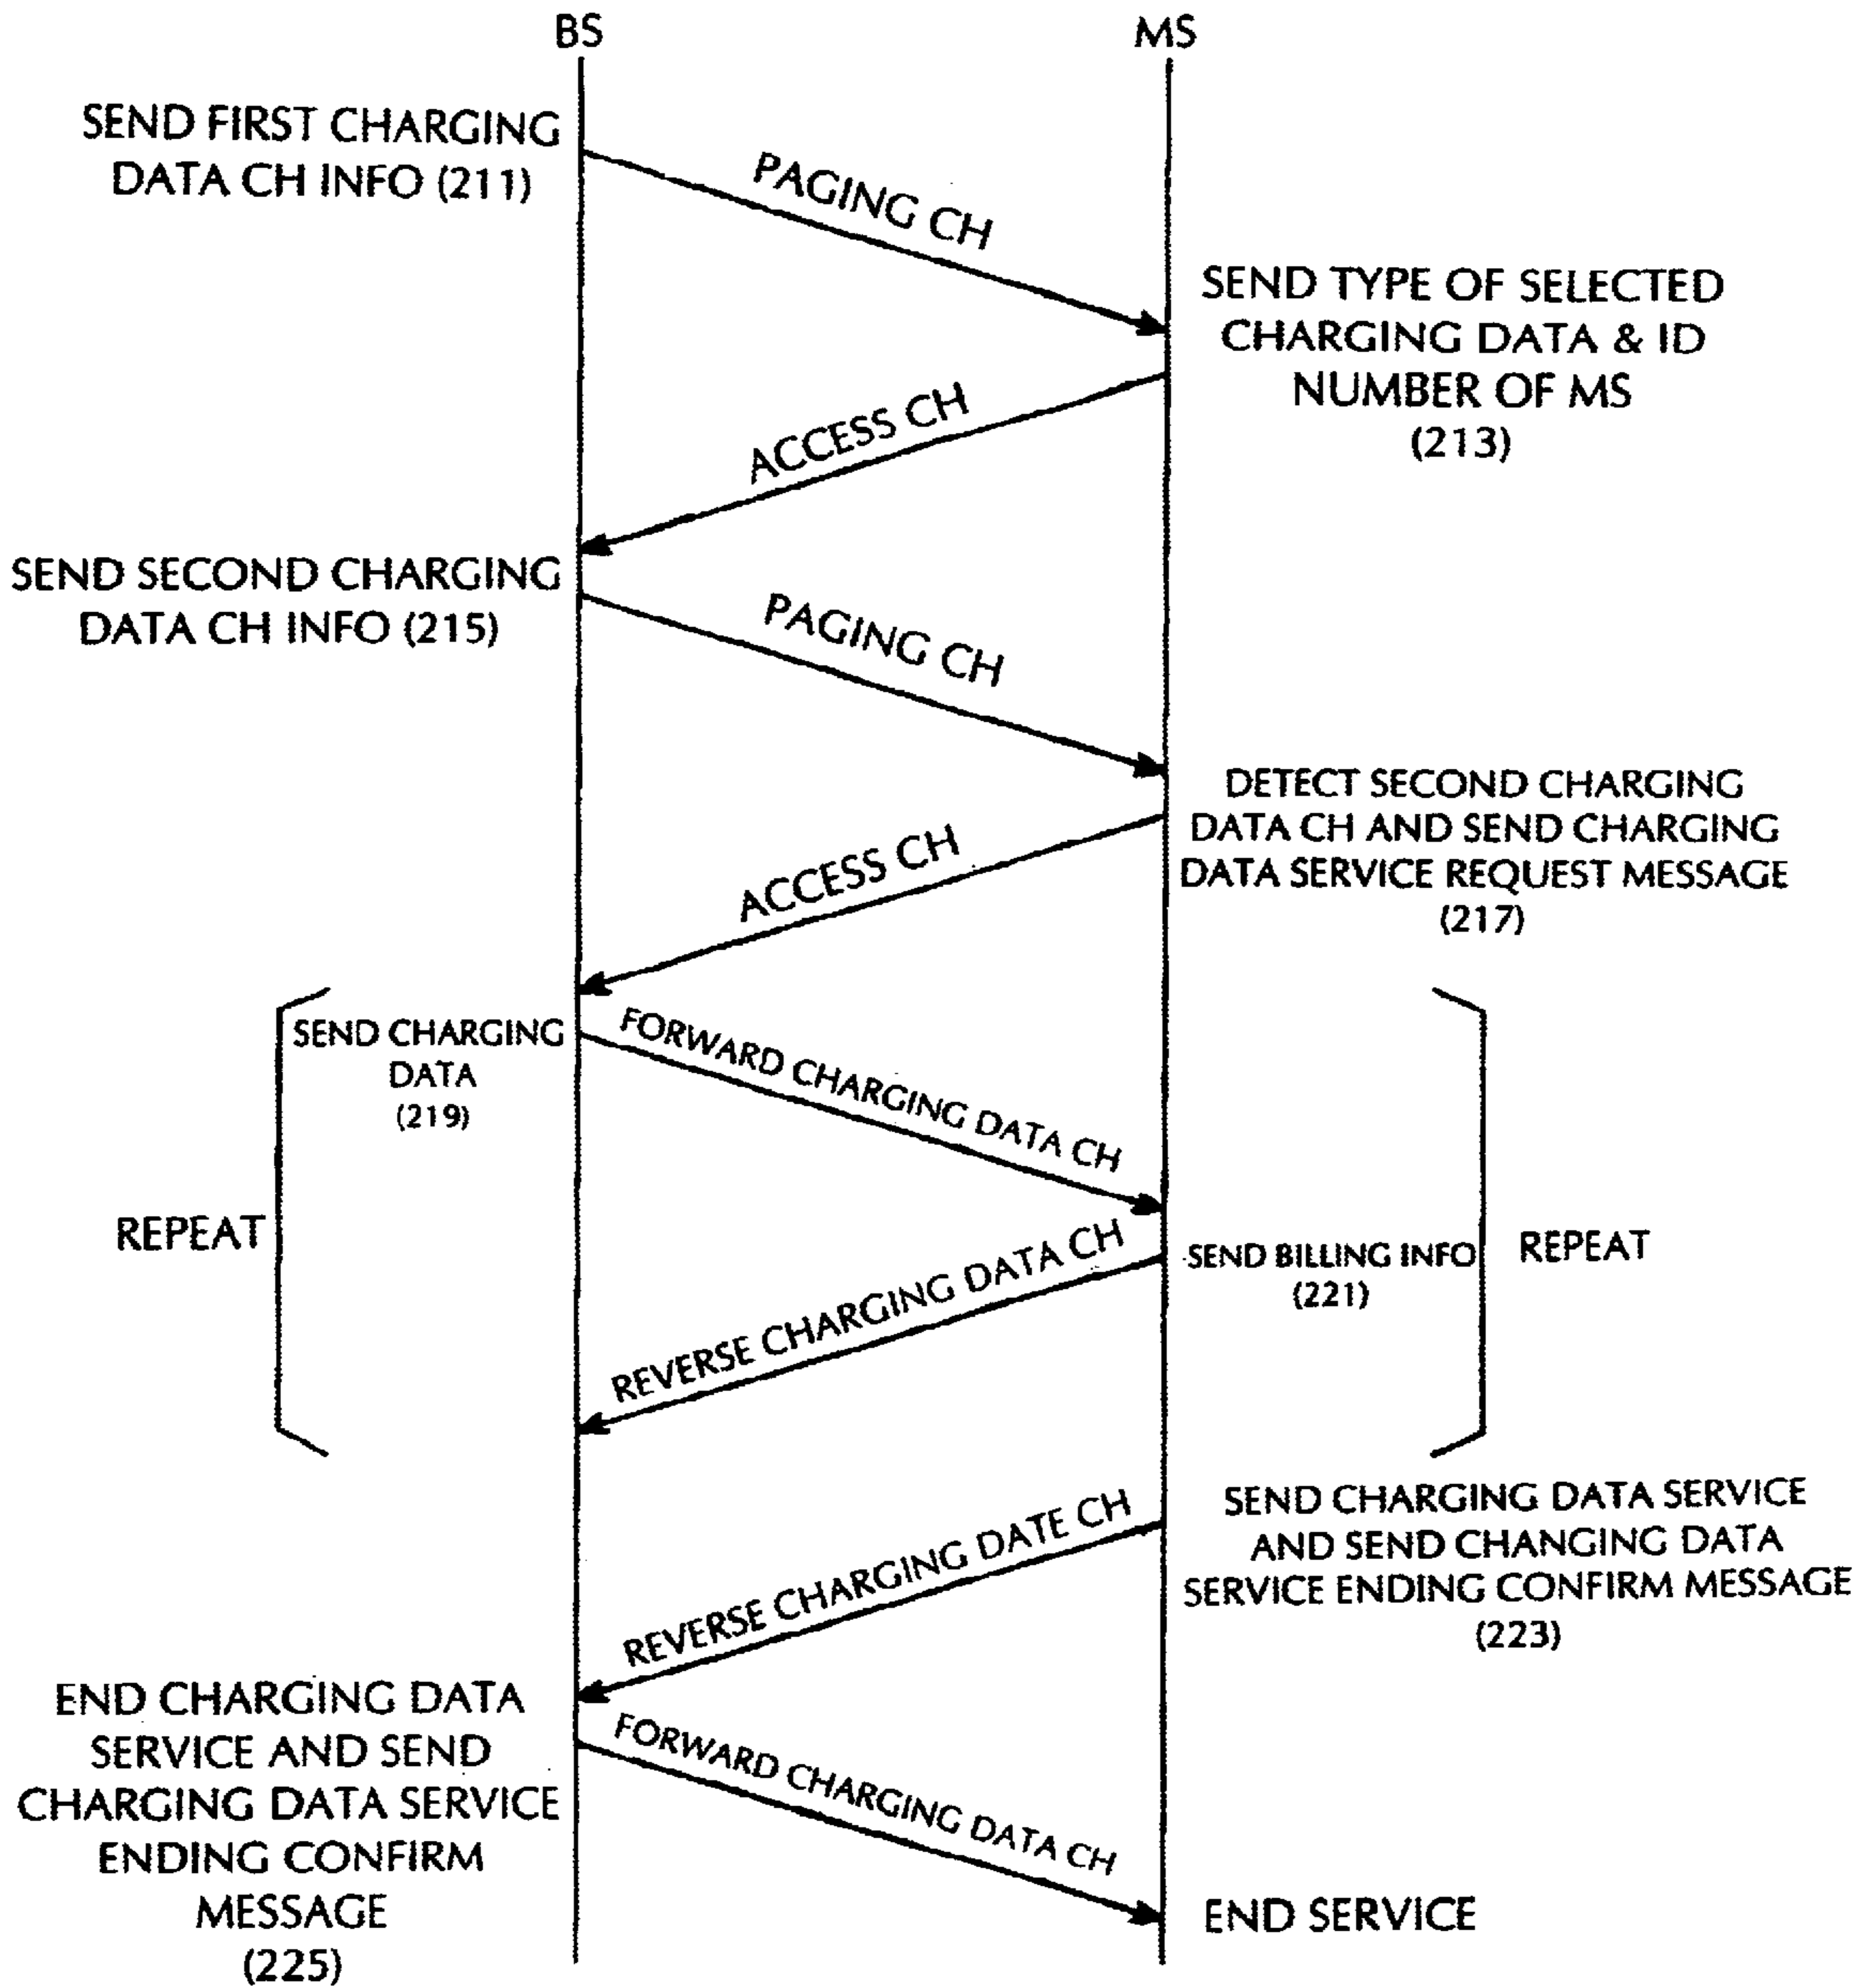 BS
MS
SEND FIRST CHARGING
DATA CH INFO (211)
PAGING CH
SEND TYPE OF SELECTED
CHARGING DATA & ID
NUMBER OF MS
(213)
ACCESS CH
SEND SECOND CHARGING
DATA CH INFO (215)
PAGING CH
DETECT SECOND CHARGING
DATA CH AND SEND CHARGING
DATA SERVICE REQUEST MESSAGE
(217)
ACCESS CH
SEND CHARGING
DATA
(219)
FORWARD CHARGING DATA CH
REPEAT
SEND BILLING INFO
(221)
REPEAT
REVERSE CHARGING DATA CH
SEND CHARGING DATA SERVICE
AND SEND CHANGING DATA
SERVICE ENDING CONFIRM MESSAGE
(223)
REVERSE CHARGING DATE CH
END CHARGING DATA
SERVICE AND SEND
CHARGING DATA SERVICE
ENDING CONFIRM
MESSAGE
(225)
FORWARD CHARGING DATA CH
END SERVICE